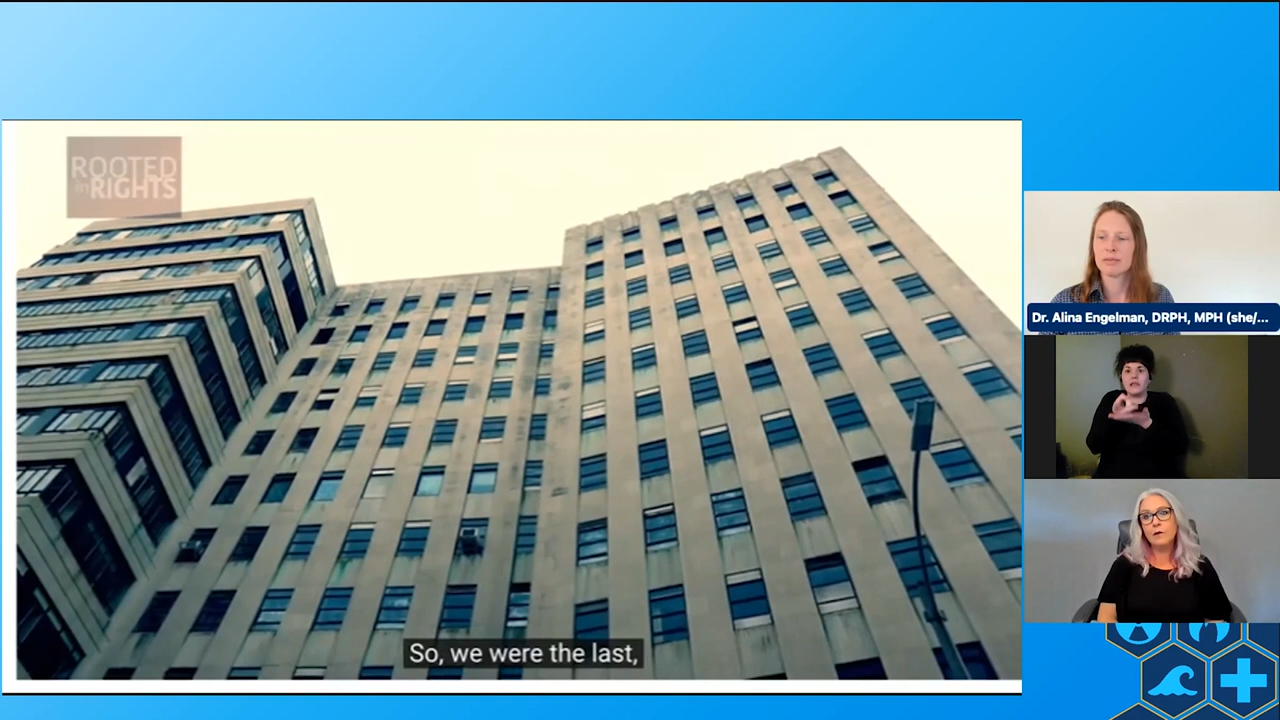 ROOTED
in RIGHTS
So, we were the last,
Dr. Alina Engelman, DRPH, MPH (she/...